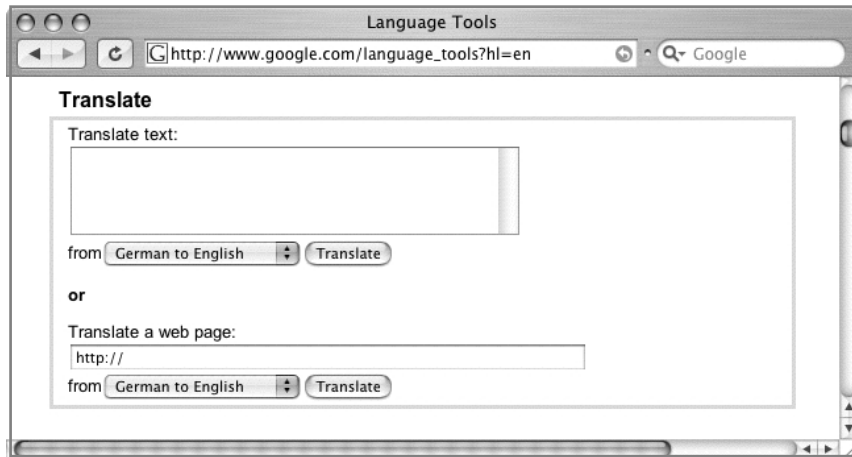 Language Tools
G http://www.google.com/language_tools?hl=en Google
Translate
Translate text:
from German to English Translate
or
Translate a web page:
http://
from German to English Translate